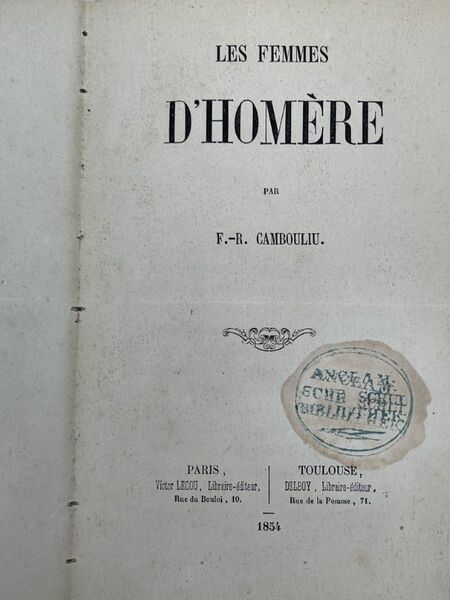 LES FEMMES
D'HOMÈRE
PAR
F.-R. CAMBOULIU.
ANCLAM.
SCHE SCHUL
BIBLIOTHEK
PARIS,
Victor LECOU, Libraire-éditeur,
Rue du Bouloi, 10.
TOULOUSE,
DELBOY, Libraire-éditeur,
Rue de la Pomme, 71.
1854